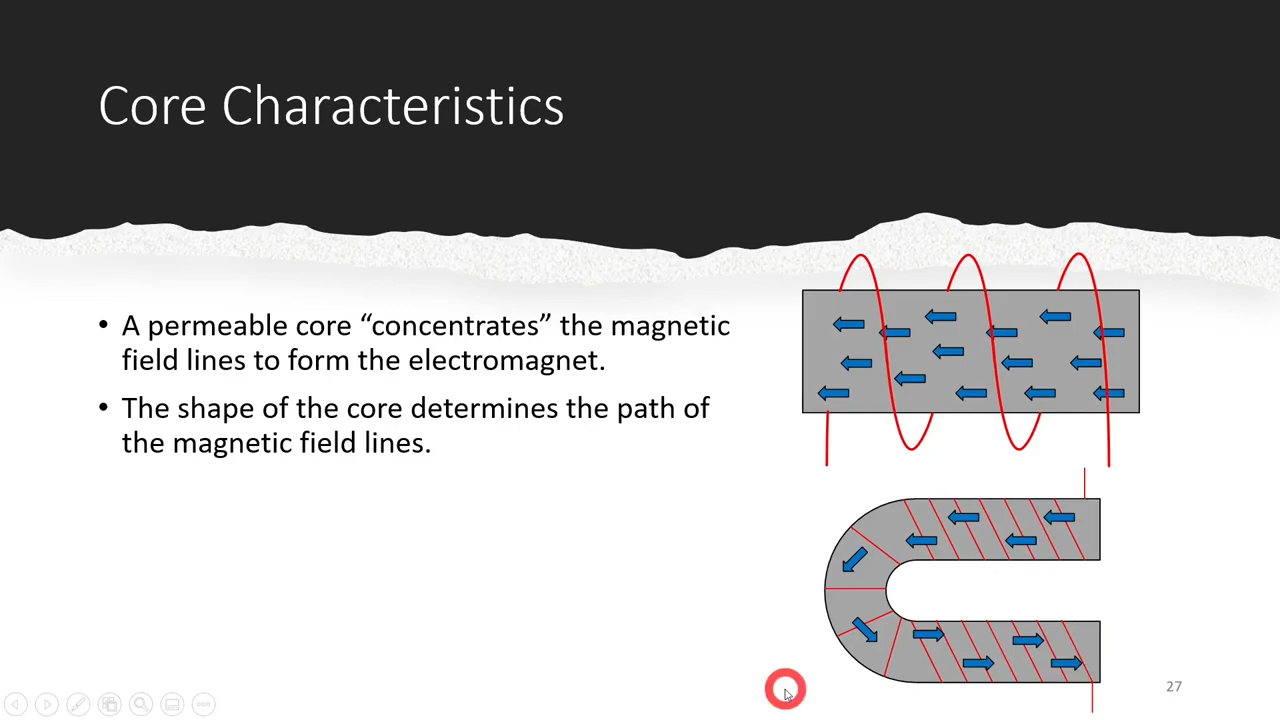 Core Characteristics
• A permeable core “concentrates” the magnetic
field lines to form the electromagnet.
• The shape of the core determines the path of
the magnetic field lines.
27